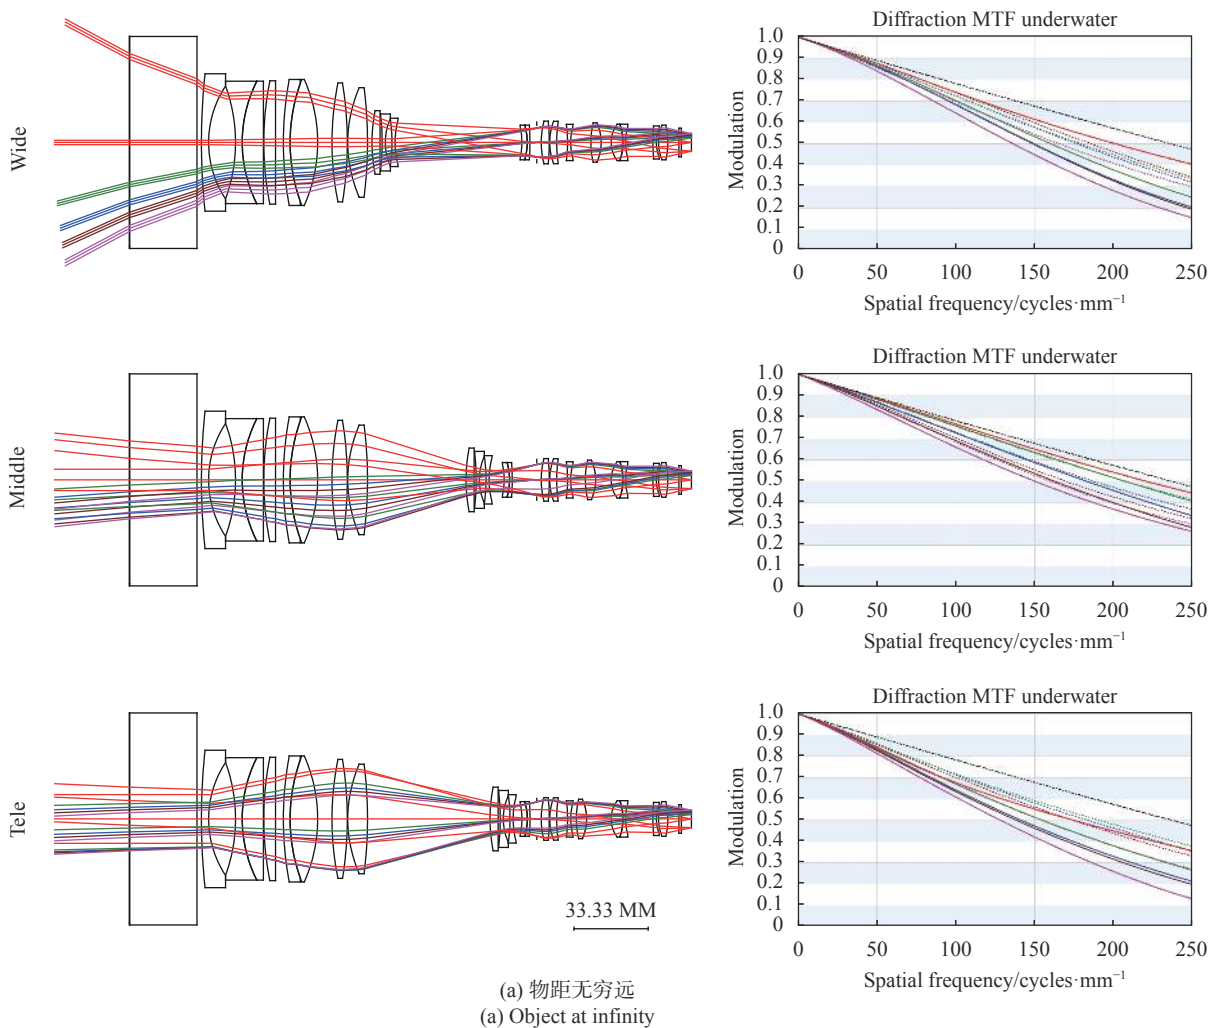 Diffraction MTF underwater
1.0
0.9
0.8
0.7
0.6
0.5
0.4
0.3
0.2
0.1
0
Modulation
Wide
0 50 100 150 200 250
Spatial frequency/cycles·mm⁻¹
Diffraction MTF underwater
1.0
0.9
0.8
0.7
0.6
0.5
0.4
0.3
0.2
0.1
0
Modulation
Middle
0 50 100 150 200 250
Spatial frequency/cycles·mm⁻¹
Diffraction MTF underwater
1.0
0.9
0.8
0.7
0.6
0.5
0.4
0.3
0.2
0.1
0
Modulation
Tele
33.33 MM
0 50 100 150 200 250
Spatial frequency/cycles·mm⁻¹
(a) 物距无穷远
(a) Object at infinity